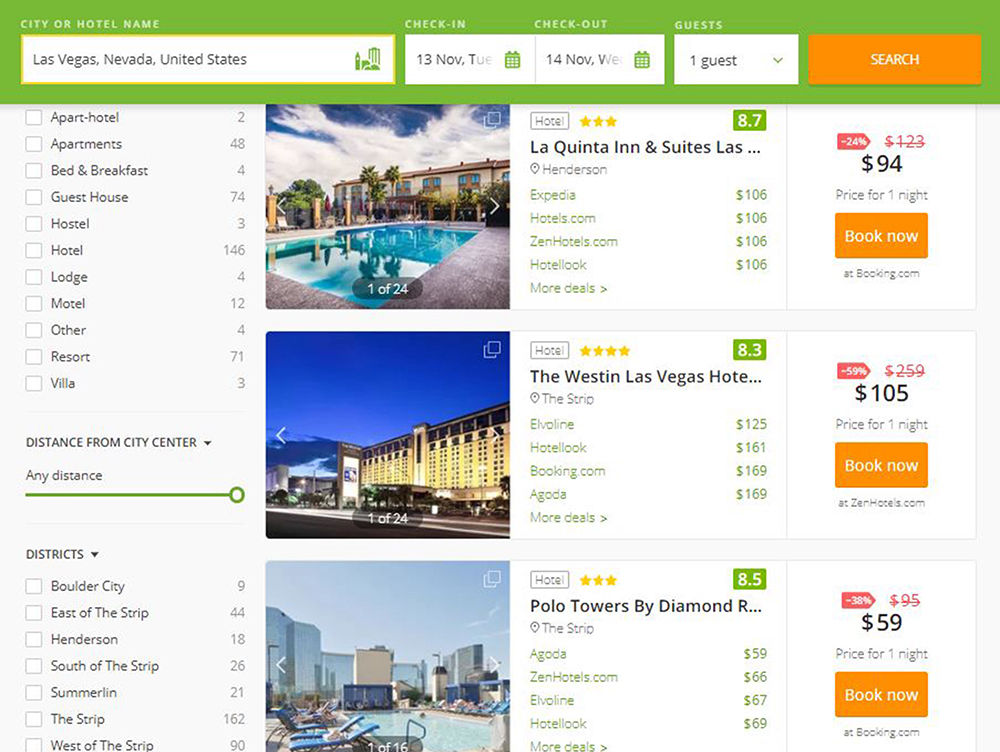 CITY OR HOTEL NAME
CHECK-IN
CHECK-OUT
GUESTS
Las Vegas, Nevada, United States
13 Nov, Tue
14 Nov, We
1 guest
SEARCH
Apart-hotel 2
Apartments 48
Bed & Breakfast 4
Guest House 74
Hostel 3
Hotel 146
Lodge 4
Motel 12
Other 4
Resort 71
Villa 3
DISTANCE FROM CITY CENTER
Any distance
DISTRICTS
Boulder City 9
East of The Strip 44
Henderson 18
South of The Strip 26
Summerlin 21
The Strip 162
West of The Strip 90
1 of 24
Hotel 8.7
La Quinta Inn & Suites Las ...
Henderson
Expedia $106
Hotels.com $106
ZenHotels.com $106
Hotellook $106
More deals >
-24% $123
$94
Price for 1 night
Book now
at Booking.com
1 of 24
Hotel 8.3
The Westin Las Vegas Hote...
The Strip
Elvoline $125
Hotellook $161
Booking.com $169
Agoda $169
More deals >
-59% $259
$105
Price for 1 night
Book now
at ZenHotels.com
1 of 16
Hotel 8.5
Polo Towers By Diamond R...
The Strip
Agoda $59
ZenHotels.com $66
Elvoline $67
Hotellook $69
More deals >
-38% $95
$59
Price for 1 night
Book now
at Booking.com